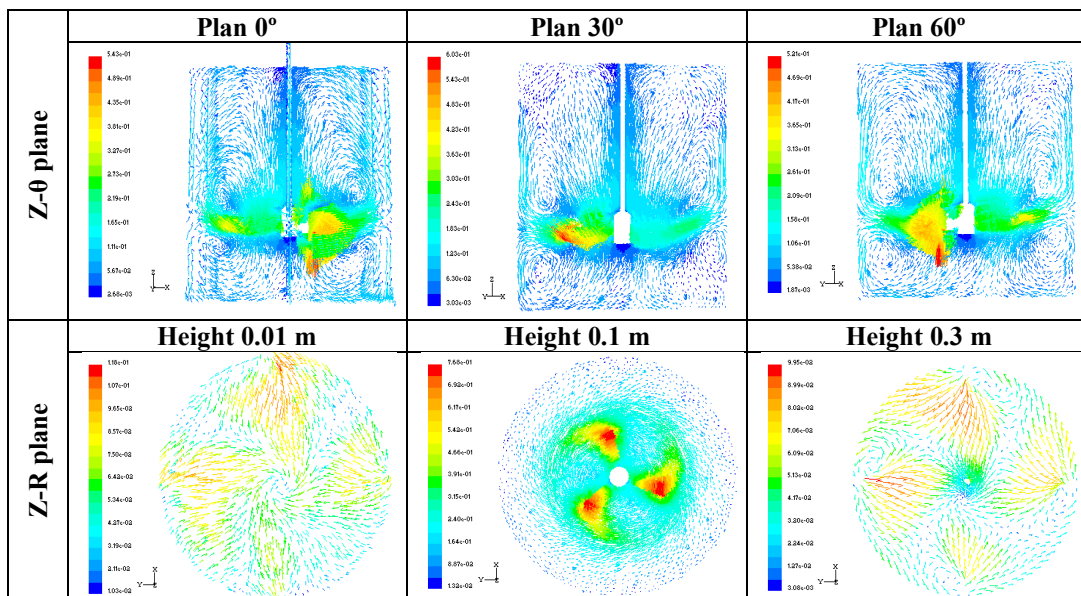 Plan 0º
Plan 30º
Plan 60º
Z-θ plane
5.43e-01
4.89e-01
4.35e-01
3.81e-01
3.27e-01
2.73e-01
2.19e-01
1.65e-01
1.11e-01
5.67e-02
2.68e-03
Z
Y X
6.03e-01
5.43e-01
4.83e-01
4.23e-01
3.63e-01
3.03e-01
2.43e-01
1.83e-01
1.23e-01
6.30e-02
3.03e-03
Z
Y X
5.21e-01
4.69e-01
4.17e-01
3.65e-01
3.13e-01
2.61e-01
2.09e-01
1.58e-01
1.06e-01
5.38e-02
1.87e-03
Z
Y X
Height 0.01 m
Height 0.1 m
Height 0.3 m
Z-R plane
1.18e-01
1.07e-01
9.65e-02
8.57e-02
7.50e-02
6.42e-02
5.34e-02
4.27e-02
3.19e-02
2.11e-02
1.03e-02
X
Y Z
7.68e-01
6.92e-01
6.17e-01
5.42e-01
4.66e-01
3.91e-01
3.15e-01
2.40e-01
1.64e-01
8.87e-02
1.32e-02
X
Y Z
9.95e-02
8.99e-02
8.02e-02
7.06e-02
6.09e-02
5.13e-02
4.17e-02
3.20e-02
2.24e-02
1.27e-02
3.08e-03
X
Y Z